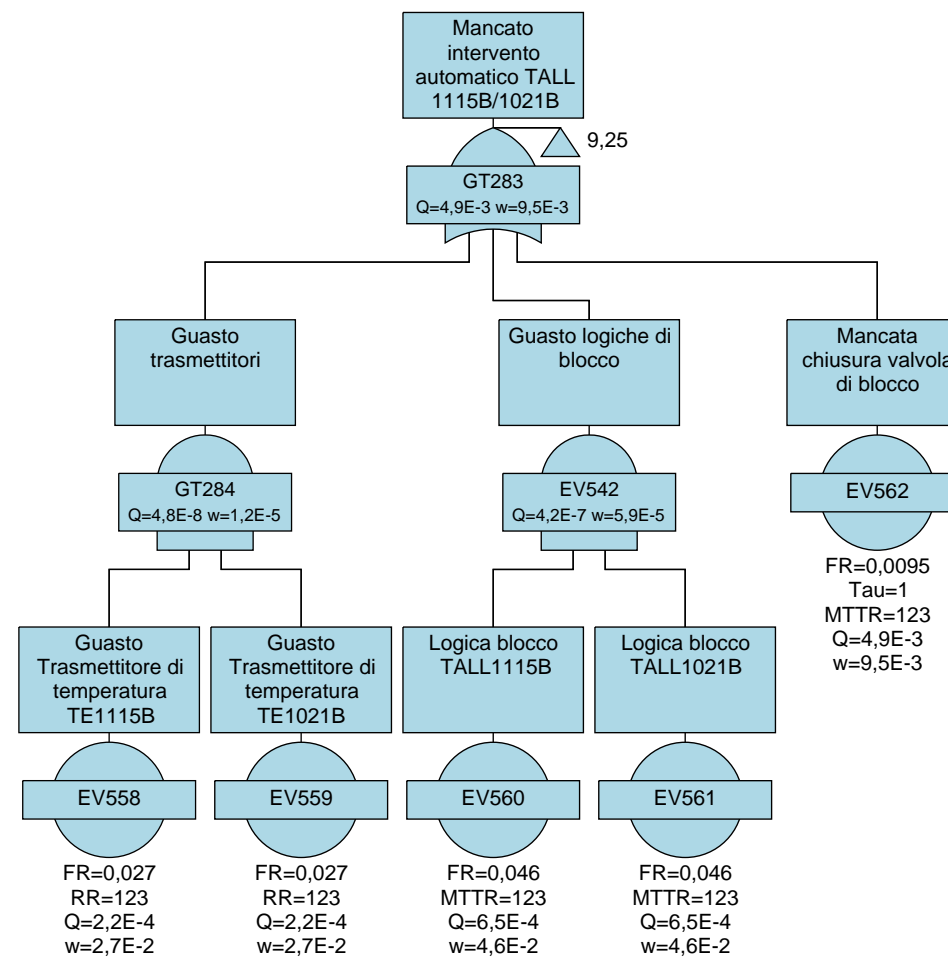 Mancato
intervento
automatico TALL
1115B/1021B
9,25
GT283
Q=4,9E-3 w=9,5E-3
Guasto
trasmettitori
Guasto logiche di
blocco
Mancata
chiusura valvola
di blocco
GT284
Q=4,8E-8 w=1,2E-5
EV542
Q=4,2E-7 w=5,9E-5
EV562
FR=0,0095
Tau=1
MTTR=123
Q=4,9E-3
w=9,5E-3
Guasto
Trasmettitore di
temperatura
TE1115B
Guasto
Trasmettitore di
temperatura
TE1021B
Logica blocco
TALL1115B
Logica blocco
TALL1021B
EV558
EV559
EV560
EV561
FR=0,027
RR=123
Q=2,2E-4
w=2,7E-2
FR=0,027
RR=123
Q=2,2E-4
w=2,7E-2
FR=0,046
MTTR=123
Q=6,5E-4
w=4,6E-2
FR=0,046
MTTR=123
Q=6,5E-4
w=4,6E-2